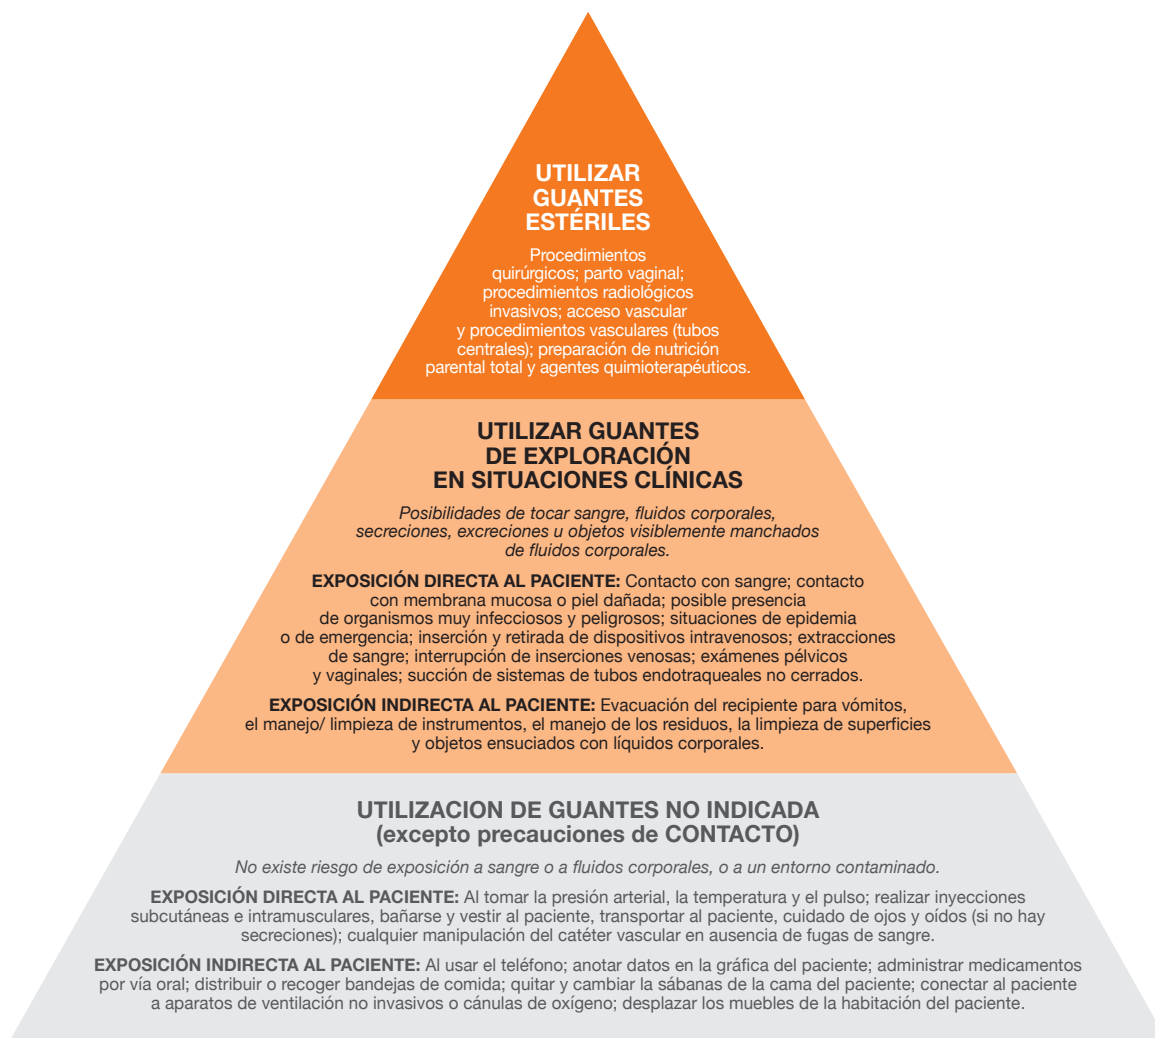 UTILIZAR
GUANTES
ESTÉRILES
Procedimientos
quirúrgicos; parto vaginal;
procedimientos radiológicos
invasivos; acceso vascular
y procedimientos vasculares (tubos
centrales); preparación de nutrición
parental total y agentes quimioterapéuticos.
UTILIZAR GUANTES
DE EXPLORACIÓN
EN SITUACIONES CLÍNICAS
Posibilidades de tocar sangre, fluidos corporales,
secreciones, excreciones u objetos visiblemente manchados
de fluidos corporales.
EXPOSICIÓN DIRECTA AL PACIENTE: Contacto con sangre; contacto
con membrana mucosa o piel dañada; posible presencia
de organismos muy infecciosos y peligrosos; situaciones de epidemia
o de emergencia; inserción y retirada de dispositivos intravenosos; extracciones
de sangre; interrupción de inserciones venosas; exámenes pélvicos
y vaginales; succión de sistemas de tubos endotraqueales no cerrados.
EXPOSICIÓN INDIRECTA AL PACIENTE: Evacuación del recipiente para vómitos,
el manejo/ limpieza de instrumentos, el manejo de los residuos, la limpieza de superficies
y objetos ensuciados con líquidos corporales.
UTILIZACION DE GUANTES NO INDICADA
(excepto precauciones de CONTACTO)
No existe riesgo de exposición a sangre o a fluidos corporales, o a un entorno contaminado.
EXPOSICIÓN DIRECTA AL PACIENTE: Al tomar la presión arterial, la temperatura y el pulso; realizar inyecciones
subcutáneas e intramusculares, bañarse y vestir al paciente, transportar al paciente, cuidado de ojos y oídos (si no hay
secreciones); cualquier manipulación del catéter vascular en ausencia de fugas de sangre.
EXPOSICIÓN INDIRECTA AL PACIENTE: Al usar el teléfono; anotar datos en la gráfica del paciente; administrar medicamentos
por vía oral; distribuir o recoger bandejas de comida; quitar y cambiar la sábanas de la cama del paciente; conectar al paciente
a aparatos de ventilación no invasivos o cánulas de oxígeno; desplazar los muebles de la habitación del paciente.